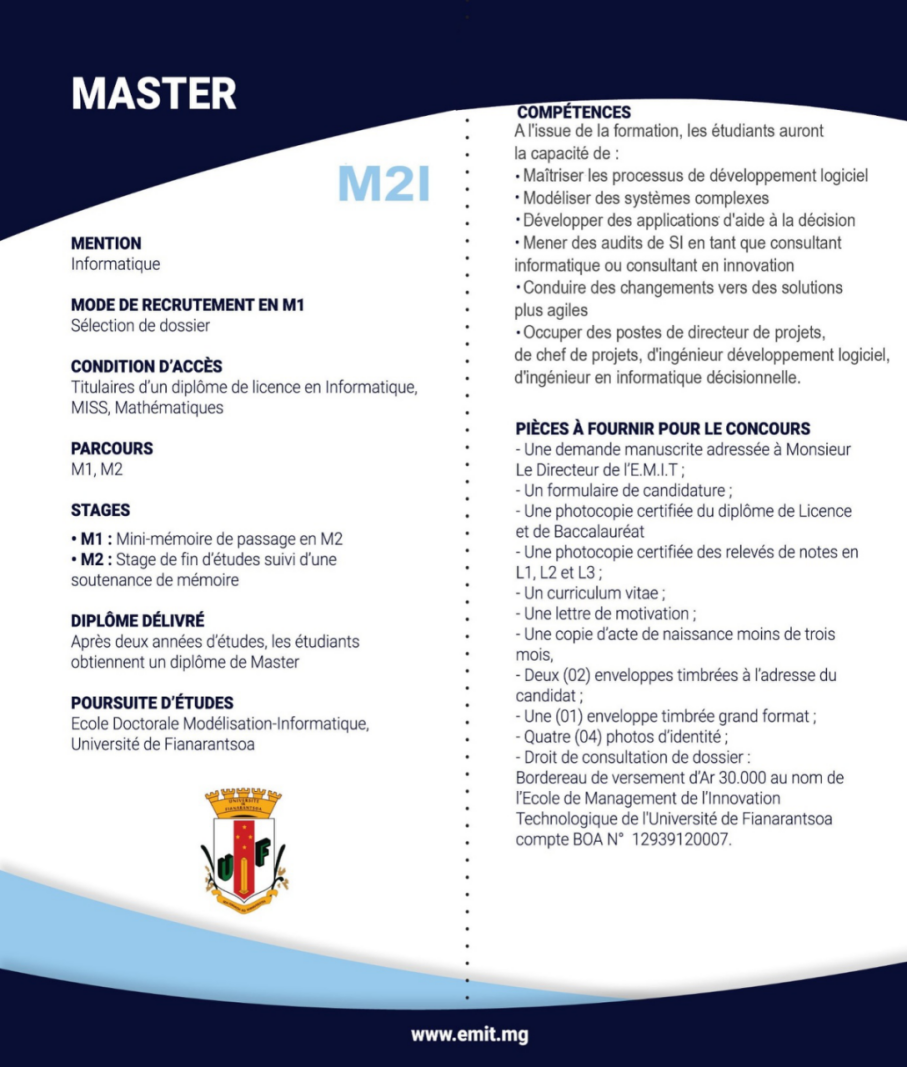 MASTER
M2I
MENTION
Informatique
MODE DE RECRUTEMENT EN M1
Sélection de dossier
CONDITION D'ACCÈS
Titulaires d'un diplôme de licence en Informatique,
MISS, Mathématiques
PARCOURS
M1, M2
STAGES
• M1 : Mini-mémoire de passage en M2
• M2 : Stage de fin d'études suivi d'une
soutenance de mémoire
DIPLÔME DÉLIVRÉ
Après deux années d'études, les étudiants
obtiennent un diplôme de Master
POURSUITE D'ÉTUDES
Ecole Doctorale Modélisation-Informatique,
Université de Fianarantsoa
UNIVERSITE
DE
FIANARANTSOA
UF
COMPÉTENCES
A l'issue de la formation, les étudiants auront
la capacité de :
• Maîtriser les processus de développement logiciel
• Modéliser des systèmes complexes
• Développer des applications d'aide à la décision
• Mener des audits de SI en tant que consultant
informatique ou consultant en innovation
• Conduire des changements vers des solutions
plus agiles
• Occuper des postes de directeur de projets,
de chef de projets, d'ingénieur développement logiciel,
d'ingénieur en informatique décisionnelle.
PIÈCES À FOURNIR POUR LE CONCOURS
- Une demande manuscrite adressée à Monsieur
Le Directeur de l'E.M.I.T ;
- Un formulaire de candidature ;
- Une photocopie certifiée du diplôme de Licence
et de Baccalauréat
- Une photocopie certifiée des relevés de notes en
L1, L2 et L3 ;
- Un curriculum vitae ;
- Une lettre de motivation ;
- Une copie d'acte de naissance moins de trois
mois,
- Deux (02) enveloppes timbrées à l'adresse du
candidat ;
- Une (01) enveloppe timbrée grand format ;
- Quatre (04) photos d'identité ;
- Droit de consultation de dossier :
Bordereau de versement d'Ar 30.000 au nom de
l'Ecole de Management de l'Innovation
Technologique de l'Université de Fianarantsoa
compte BOA N° 12939120007.
www.emit.mg